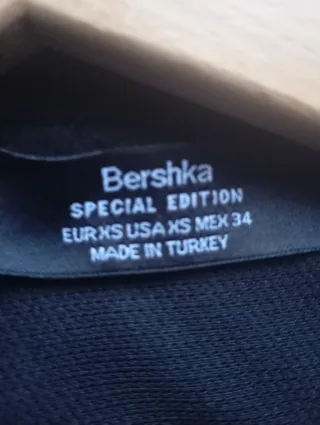 Bershka
SPECIAL EDITION
EUR XS USA XS MEX 34
MADE IN TURKEY